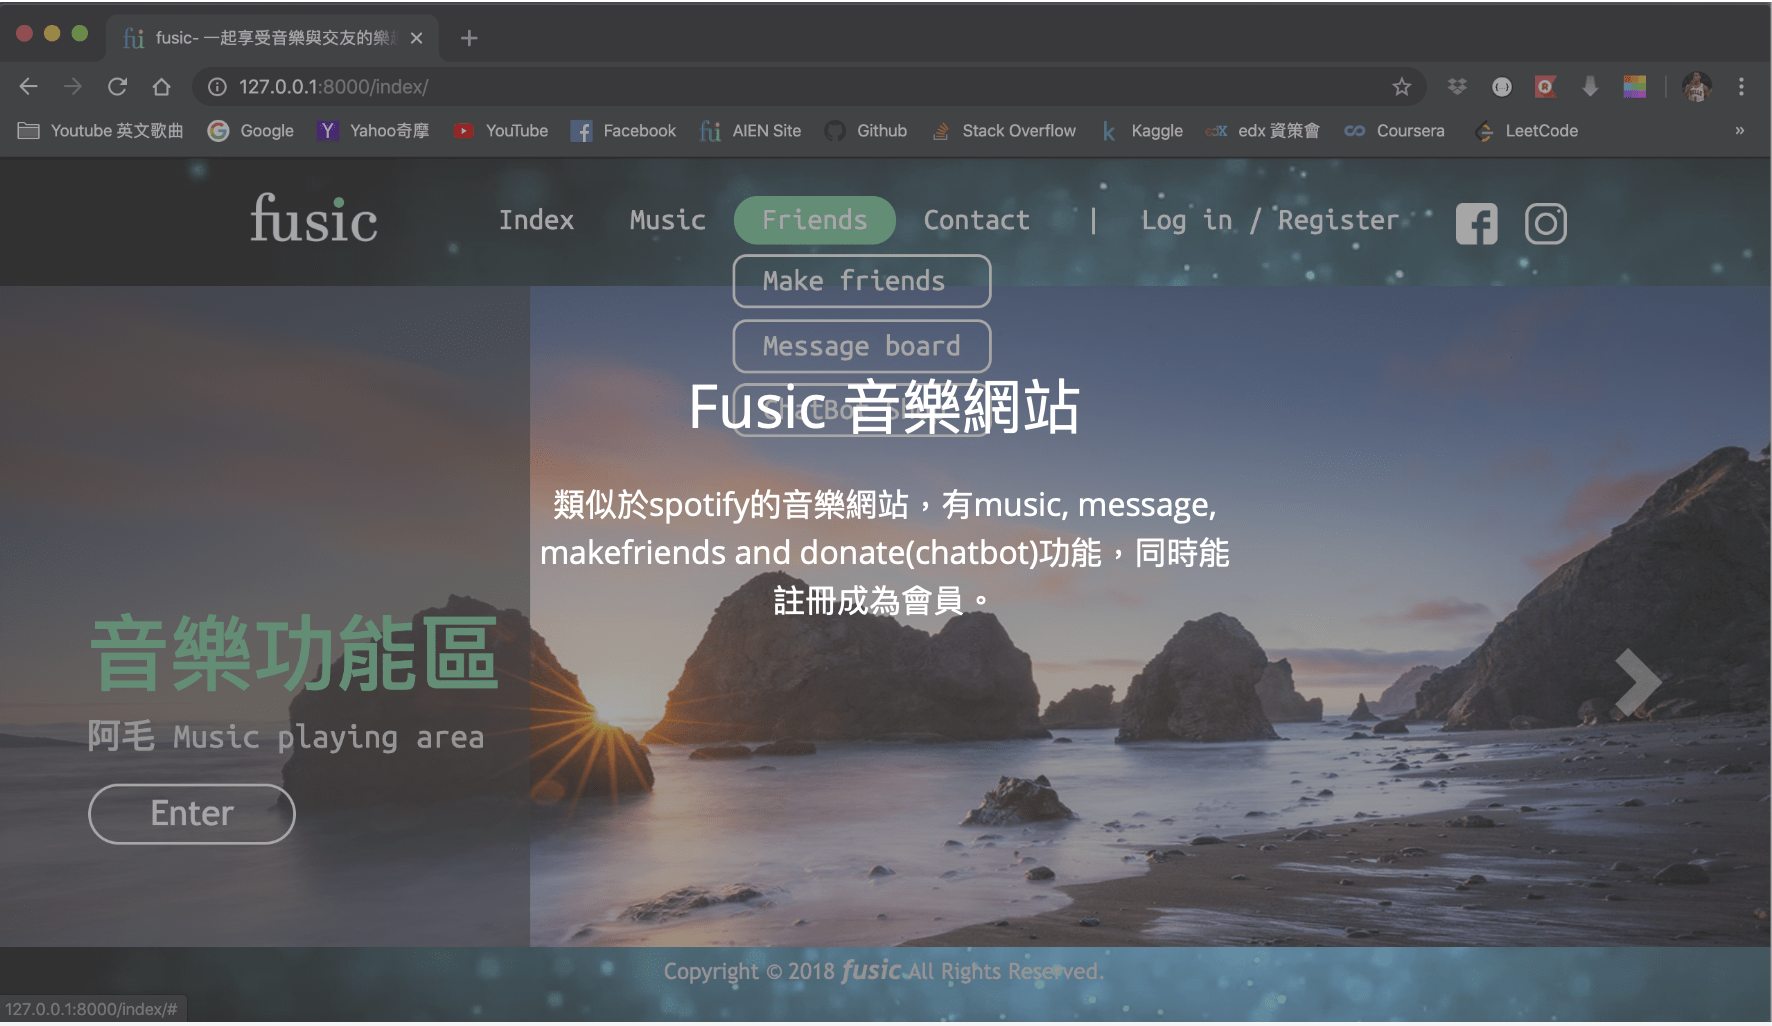 fusic- 一起享受音樂與交友的樂
127.0.0.1:8000/index/
Youtube 英文歌曲 Google Yahoo奇摩 YouTube Facebook AIEN Site Github Stack Overflow Kaggle edx 資策會 Coursera LeetCode »
fusic Index Music Friends Contact | Log in / Register
Make friends
Message board
Fusic 音樂網站
類似於spotify的音樂網站，有music, message,
makefriends and donate(chatbot)功能，同時能
註冊成為會員。
音樂功能區
阿毛 Music playing area
Enter
Copyright © 2018 fusic All Rights Reserved.
127.0.0.1:8000/index/#